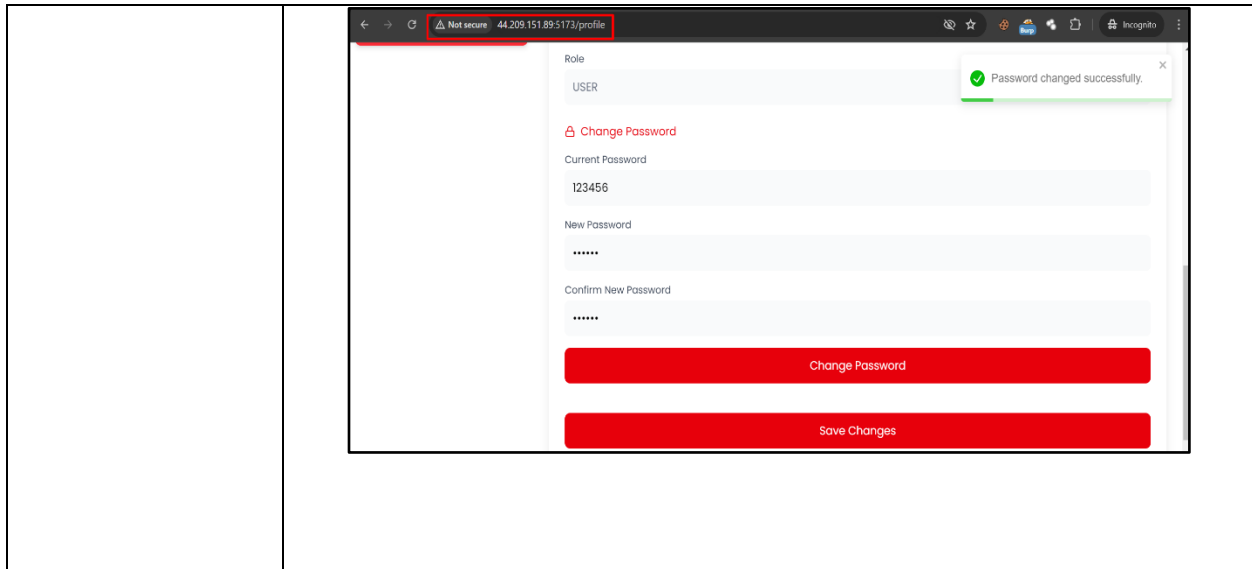 Not secure 44.209.151.89:5173/profile
Burp
Incognito
Role
USER
Password changed successfully.
Change Password
Current Password
123456
New Password
••••••
Confirm New Password
••••••
Change Password
Save Changes